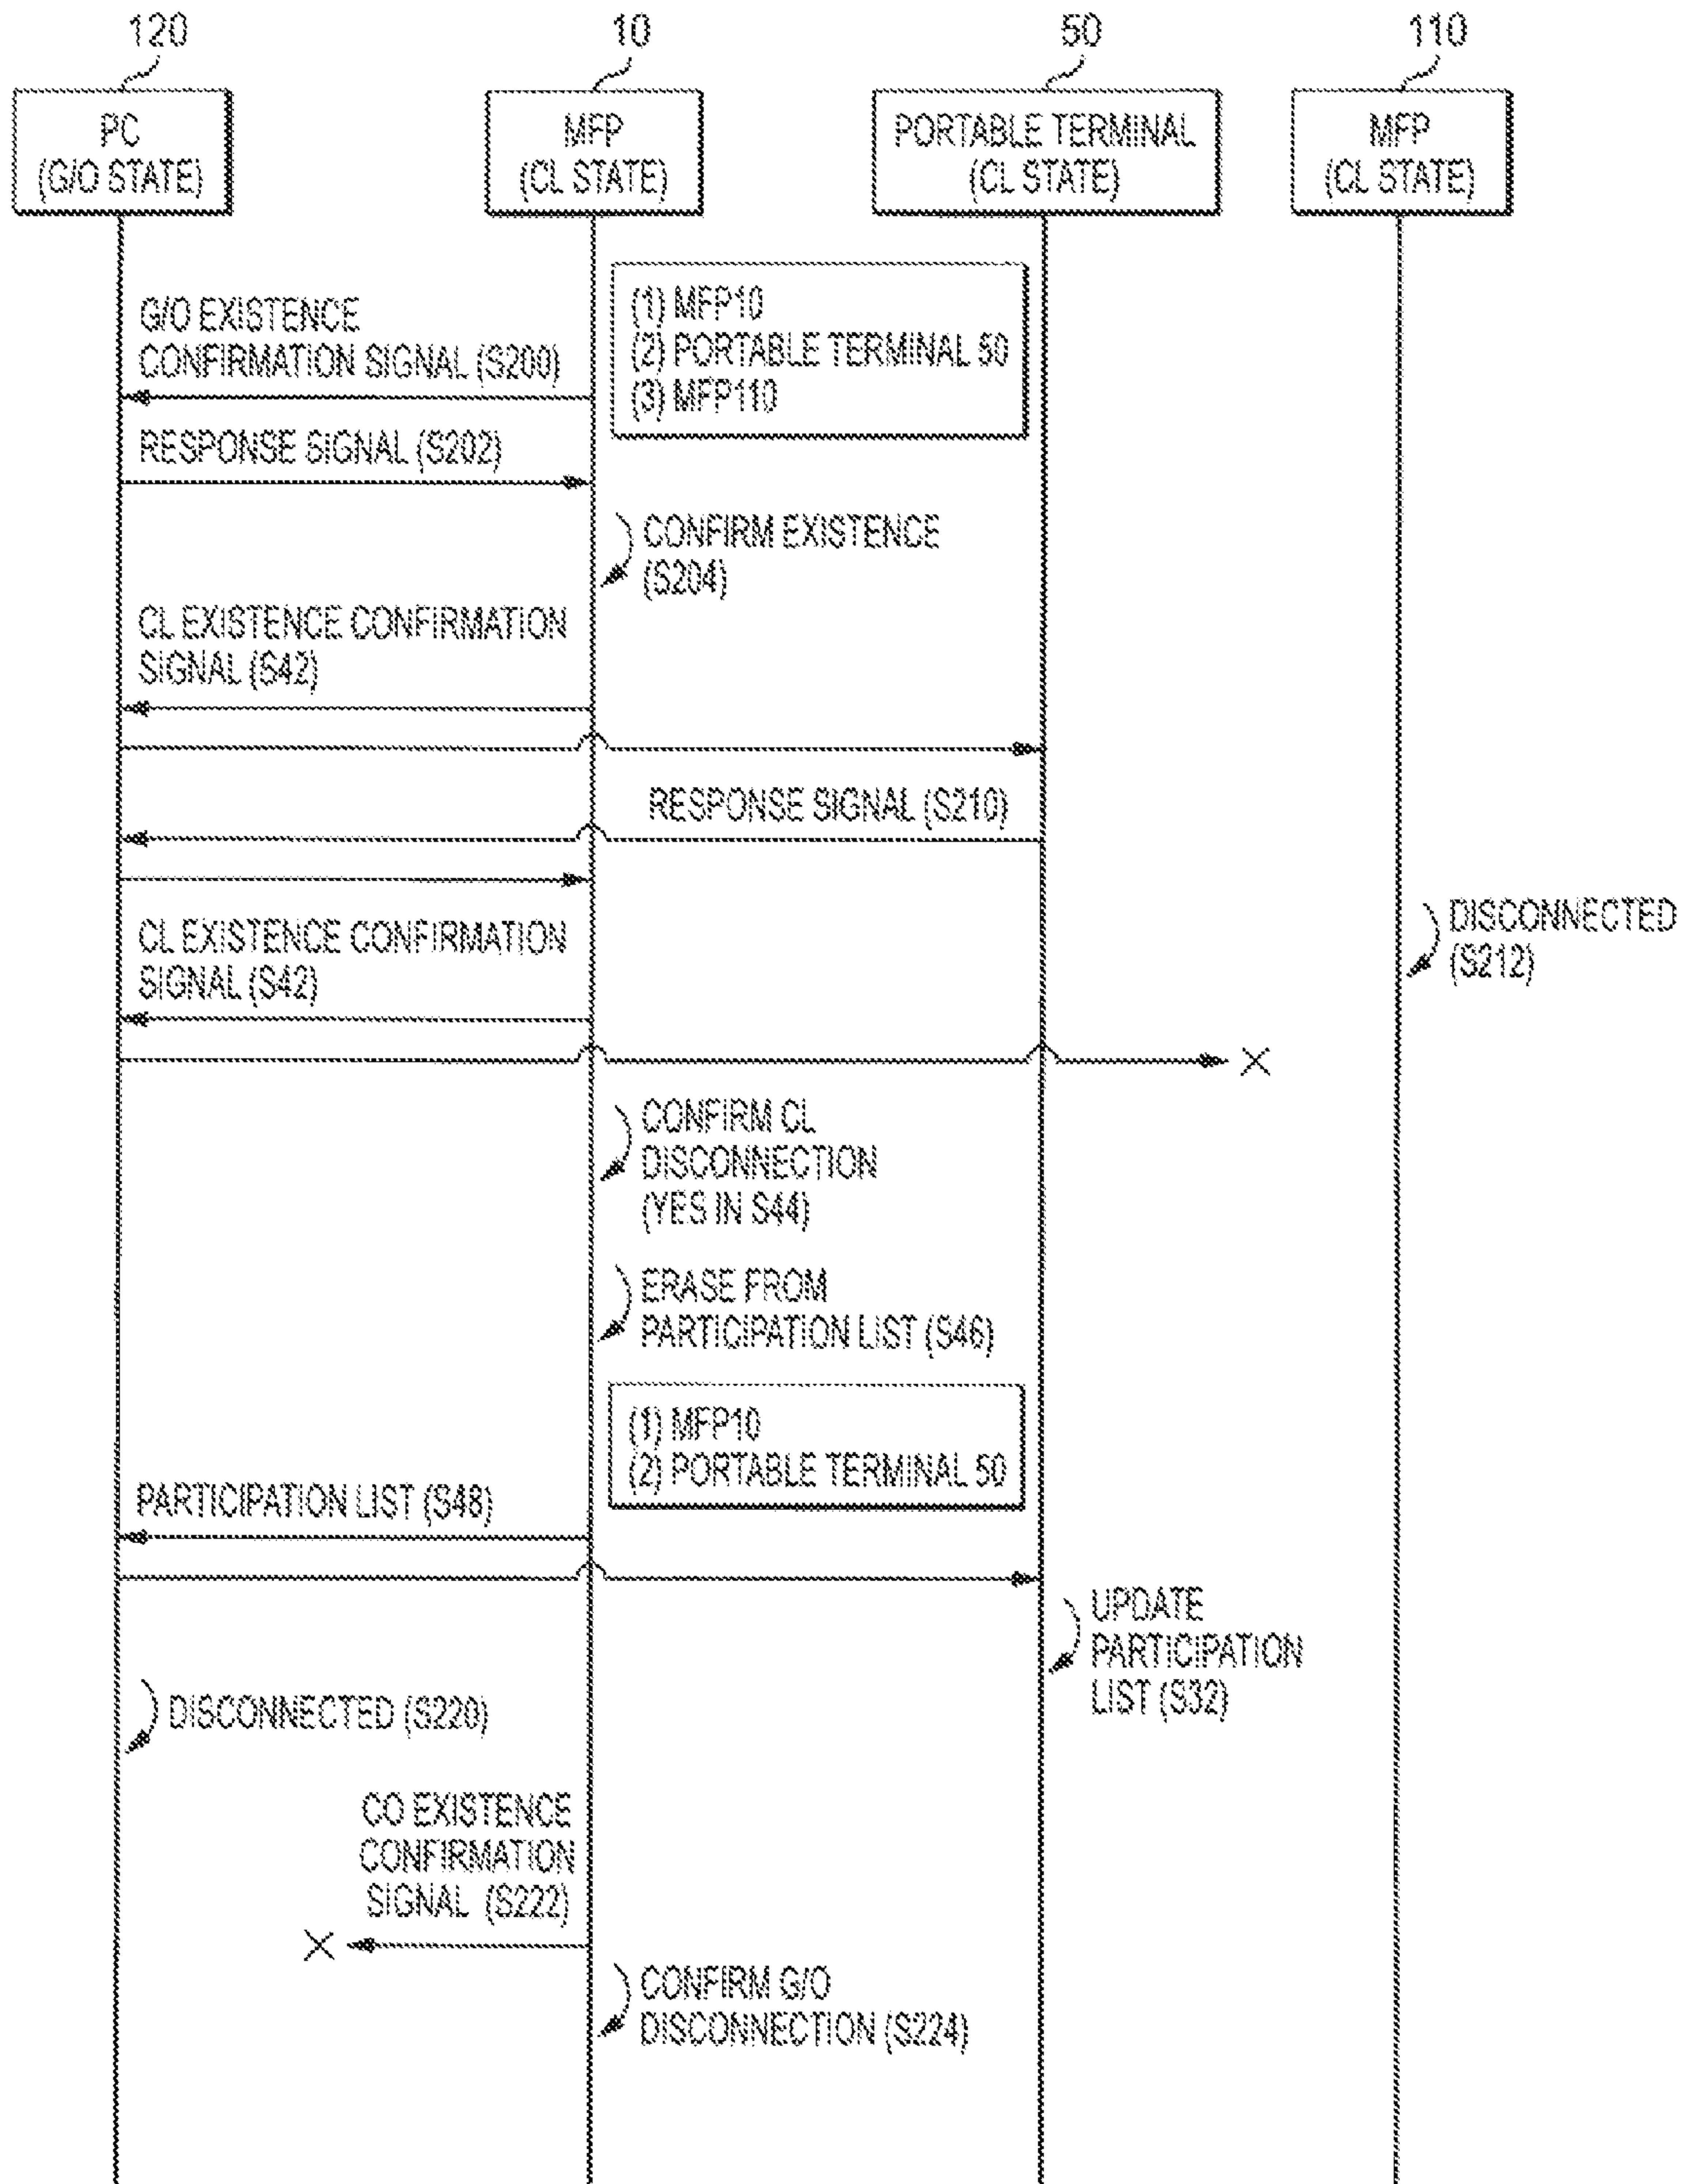 120
10
50
110
PC
(G/O STATE)
MFP
(CL STATE)
PORTABLE TERMINAL
(CL STATE)
MFP
(CL STATE)
G/O EXISTENCE
CONFIRMATION SIGNAL (S200)
(1) MFP10
(2) PORTABLE TERMINAL 50
(3) MFP110
RESPONSE SIGNAL (S202)
CONFIRM EXISTENCE
(S204)
CL EXISTENCE CONFIRMATION
SIGNAL (S42)
RESPONSE SIGNAL (S210)
DISCONNECTED
(S212)
CL EXISTENCE CONFIRMATION
SIGNAL (S42)
CONFIRM CL
DISCONNECTION
(YES IN S44)
ERASE FROM
PARTICIPATION LIST (S46)
(1) MFP10
(2) PORTABLE TERMINAL 50
PARTICIPATION LIST (S48)
UPDATE
PARTICIPATION
LIST (S32)
DISCONNECTED (S220)
CO EXISTENCE
CONFIRMATION
SIGNAL (S222)
CONFIRM G/O
DISCONNECTION (S224)